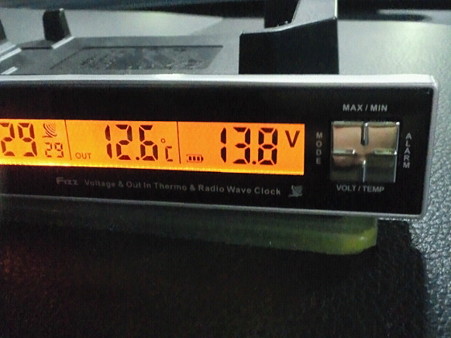 MAX / MIN
29 29 OUT 12.6°C 13.8 V
MODE
ALARM
VOLT / TEMP
Fizz Voltage & Out In Thermo & Radio Wave Clock